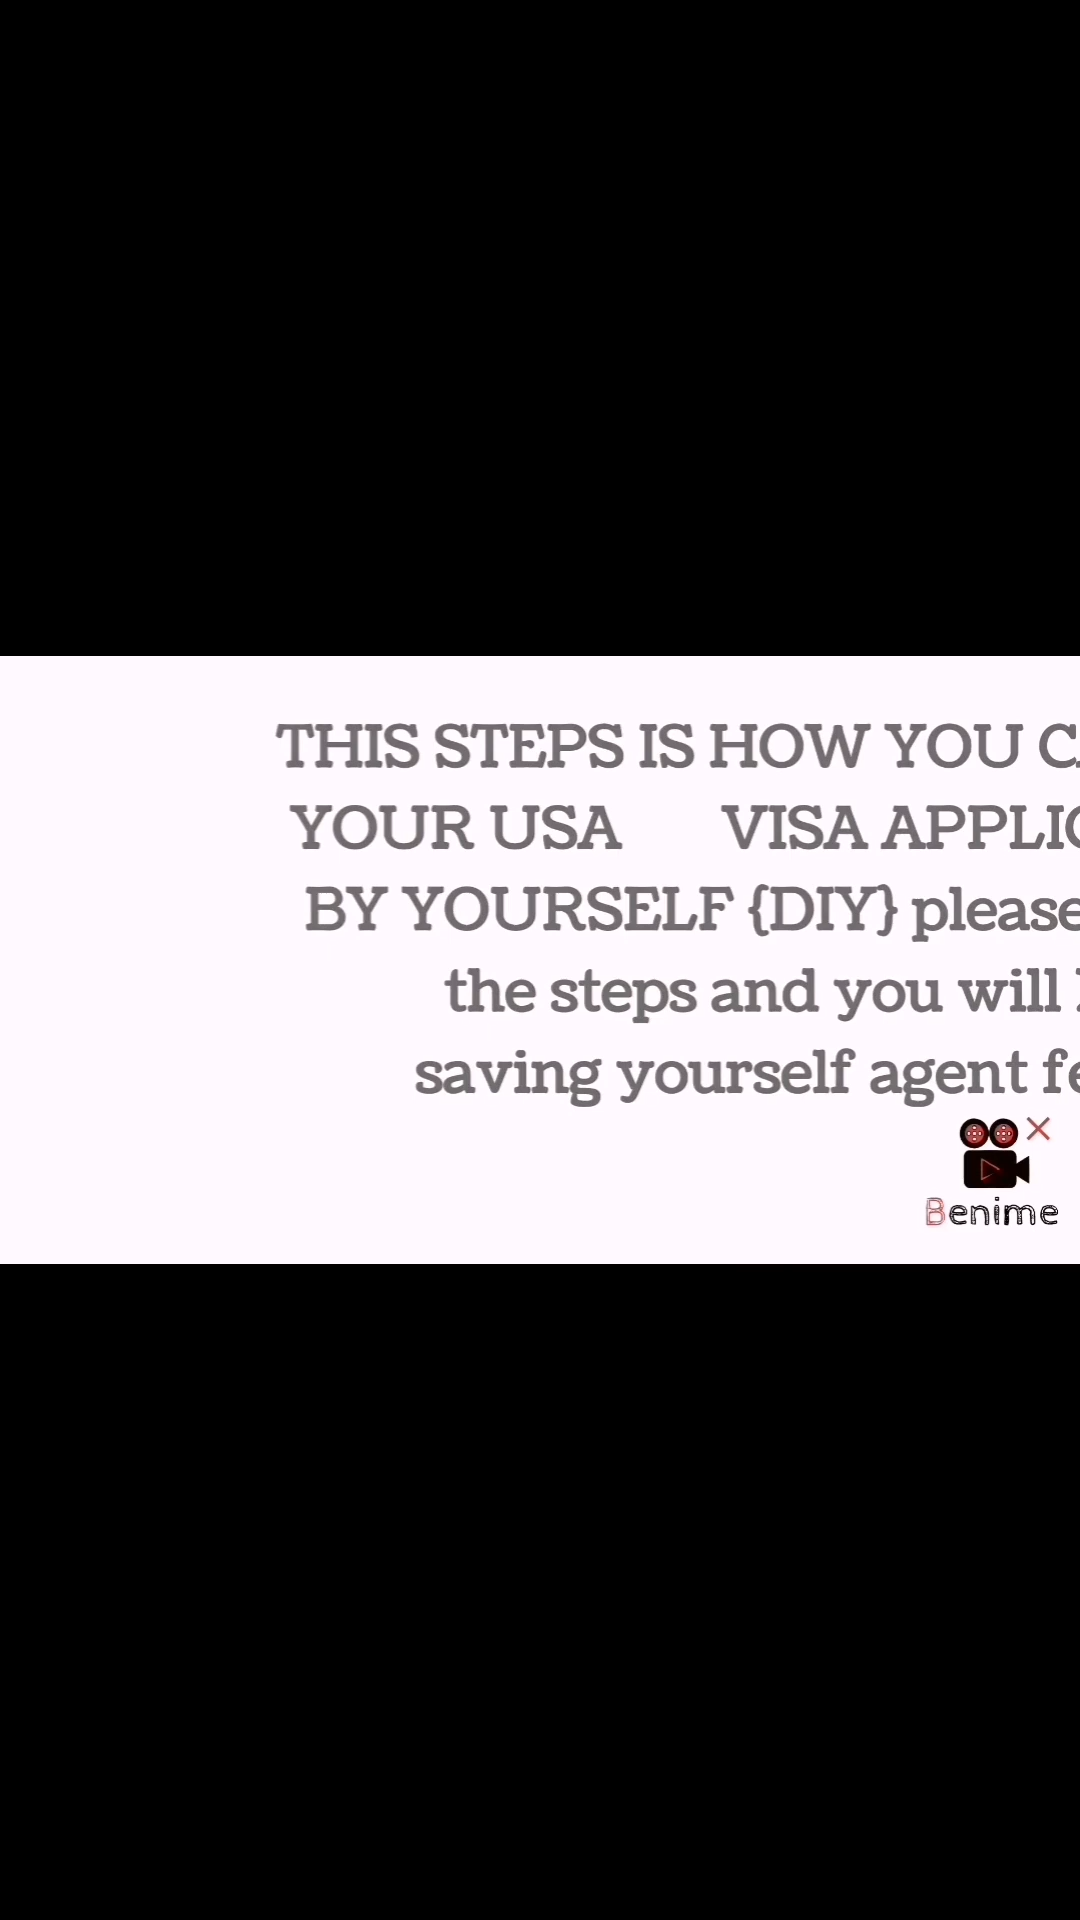 THIS STEPS IS HOW YOU
YOUR USA VISA
BY YOURSELF {DIY} please
the steps and you will
saving yourself agent
Benime